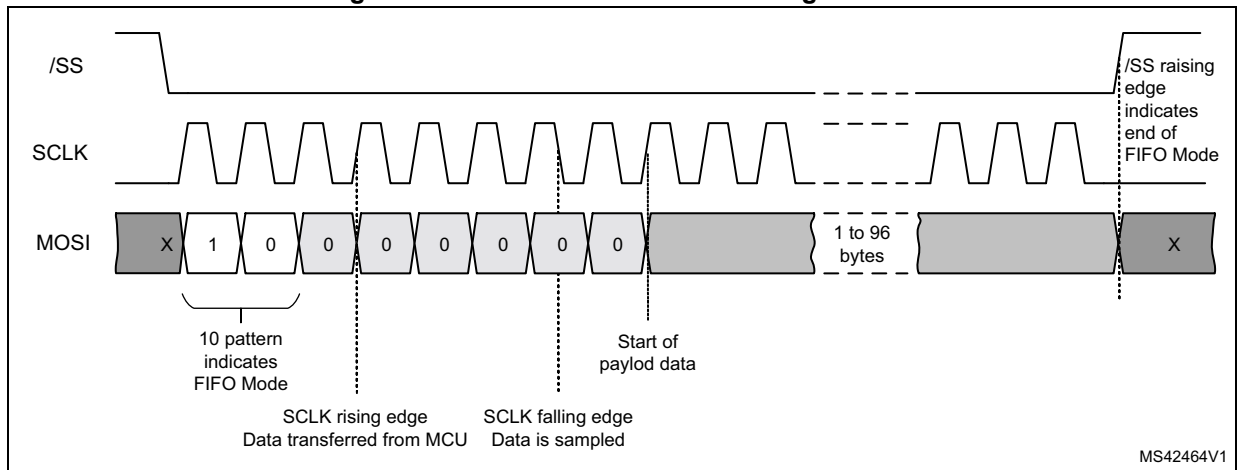 /SS
/SS raising
edge
indicates
end of
FIFO Mode
SCLK
MOSI
X 1 0 0 0 0 0 0 0 1 to 96 X
bytes
10 pattern
indicates
FIFO Mode
Start of
paylod data
SCLK rising edge
Data transferred from MCU
SCLK falling edge
Data is sampled
MS42464V1